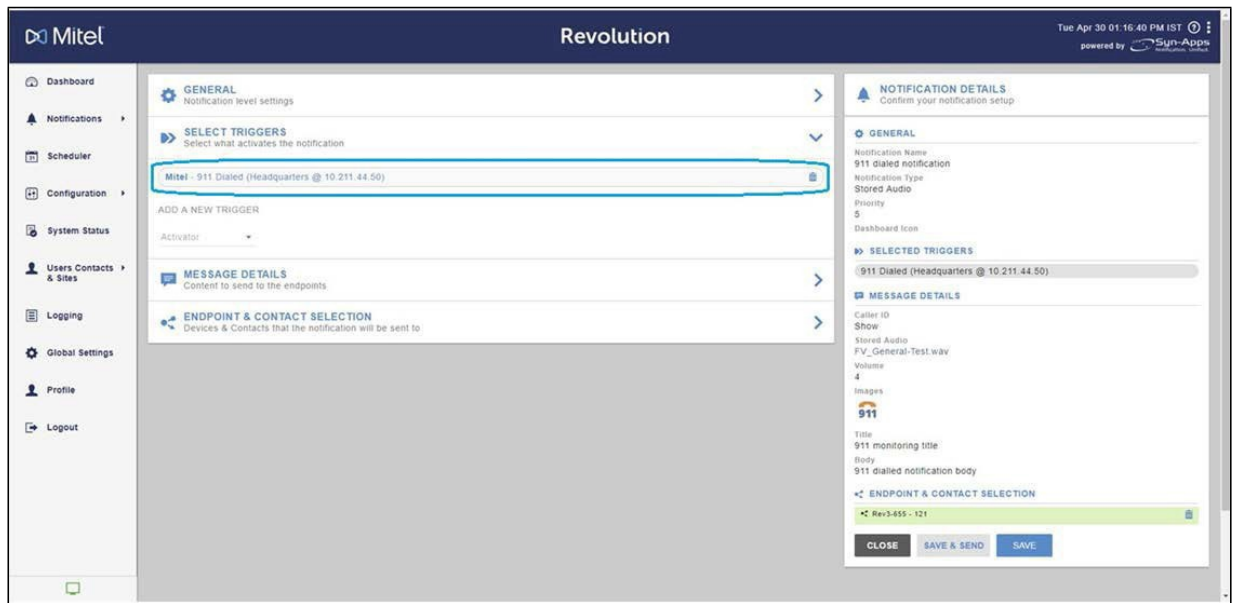 Mitel
Revolution
Tue Apr 30 01:16:40 PM IST
powered by Syn-Apps
Notification. Unified.
Dashboard
Notifications
Scheduler
Configuration
System Status
Users Contacts
& Sites
Logging
Global Settings
Profile
Logout
GENERAL
Notification level settings
SELECT TRIGGERS
Select what activates the notification
Mitel - 911 Dialed (Headquarters @ 10.211.44.50)
ADD A NEW TRIGGER
Activator
MESSAGE DETAILS
Content to send to the endpoints
ENDPOINT & CONTACT SELECTION
Devices & Contacts that the notification will be sent to
NOTIFICATION DETAILS
Confirm your notification setup
GENERAL
Notification Name
911 dialed notification
Notification Type
Stored Audio
Priority
5
Dashboard Icon
SELECTED TRIGGERS
911 Dialed (Headquarters @ 10.211.44.50)
MESSAGE DETAILS
Caller ID
Show
Stored Audio
FV_General-Test.wav
Volume
4
Images
911
Title
911 monitoring title
Body
911 dialled notification body
ENDPOINT & CONTACT SELECTION
Rev3-655 - 121
CLOSE SAVE & SEND SAVE